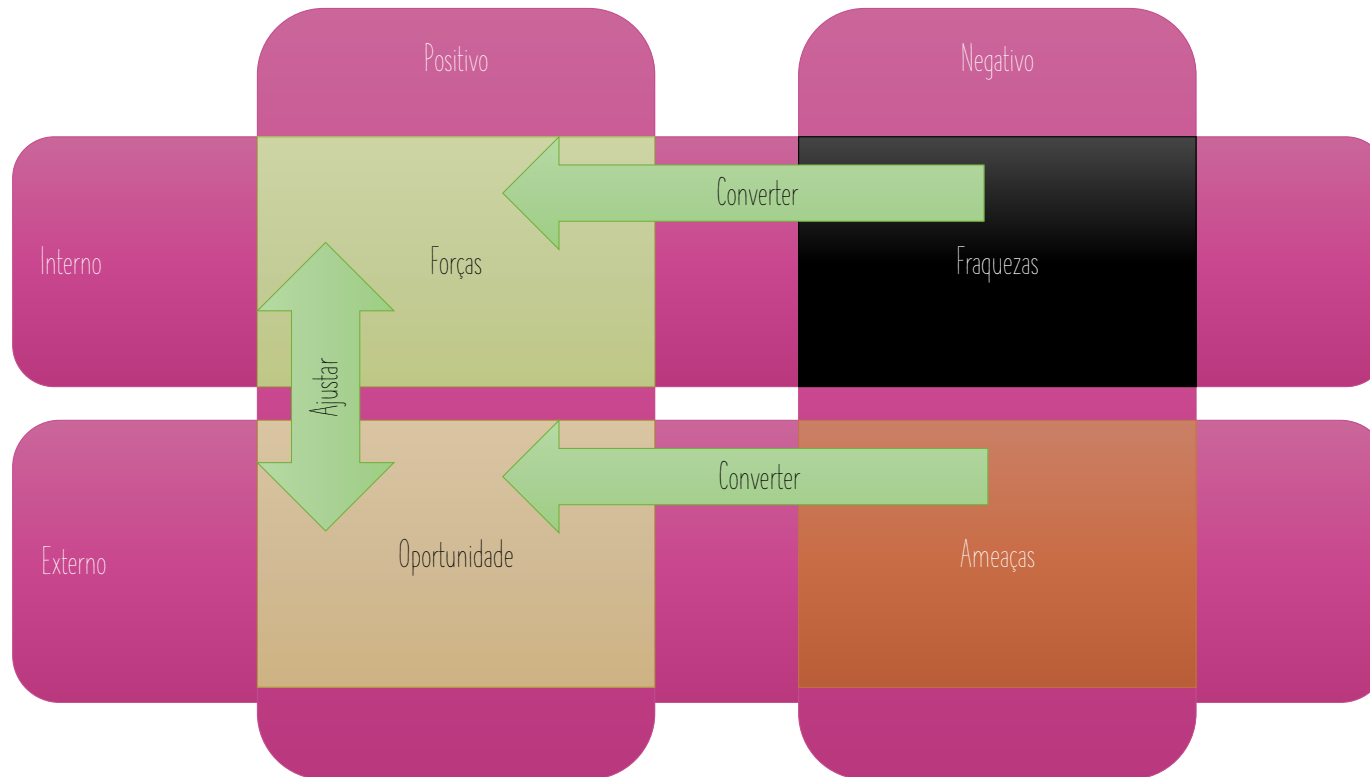 Positivo
Negativo
Converter
Interno
Forças
Fraquezas
Ajustar
Converter
Externo
Oportunidade
Ameaças